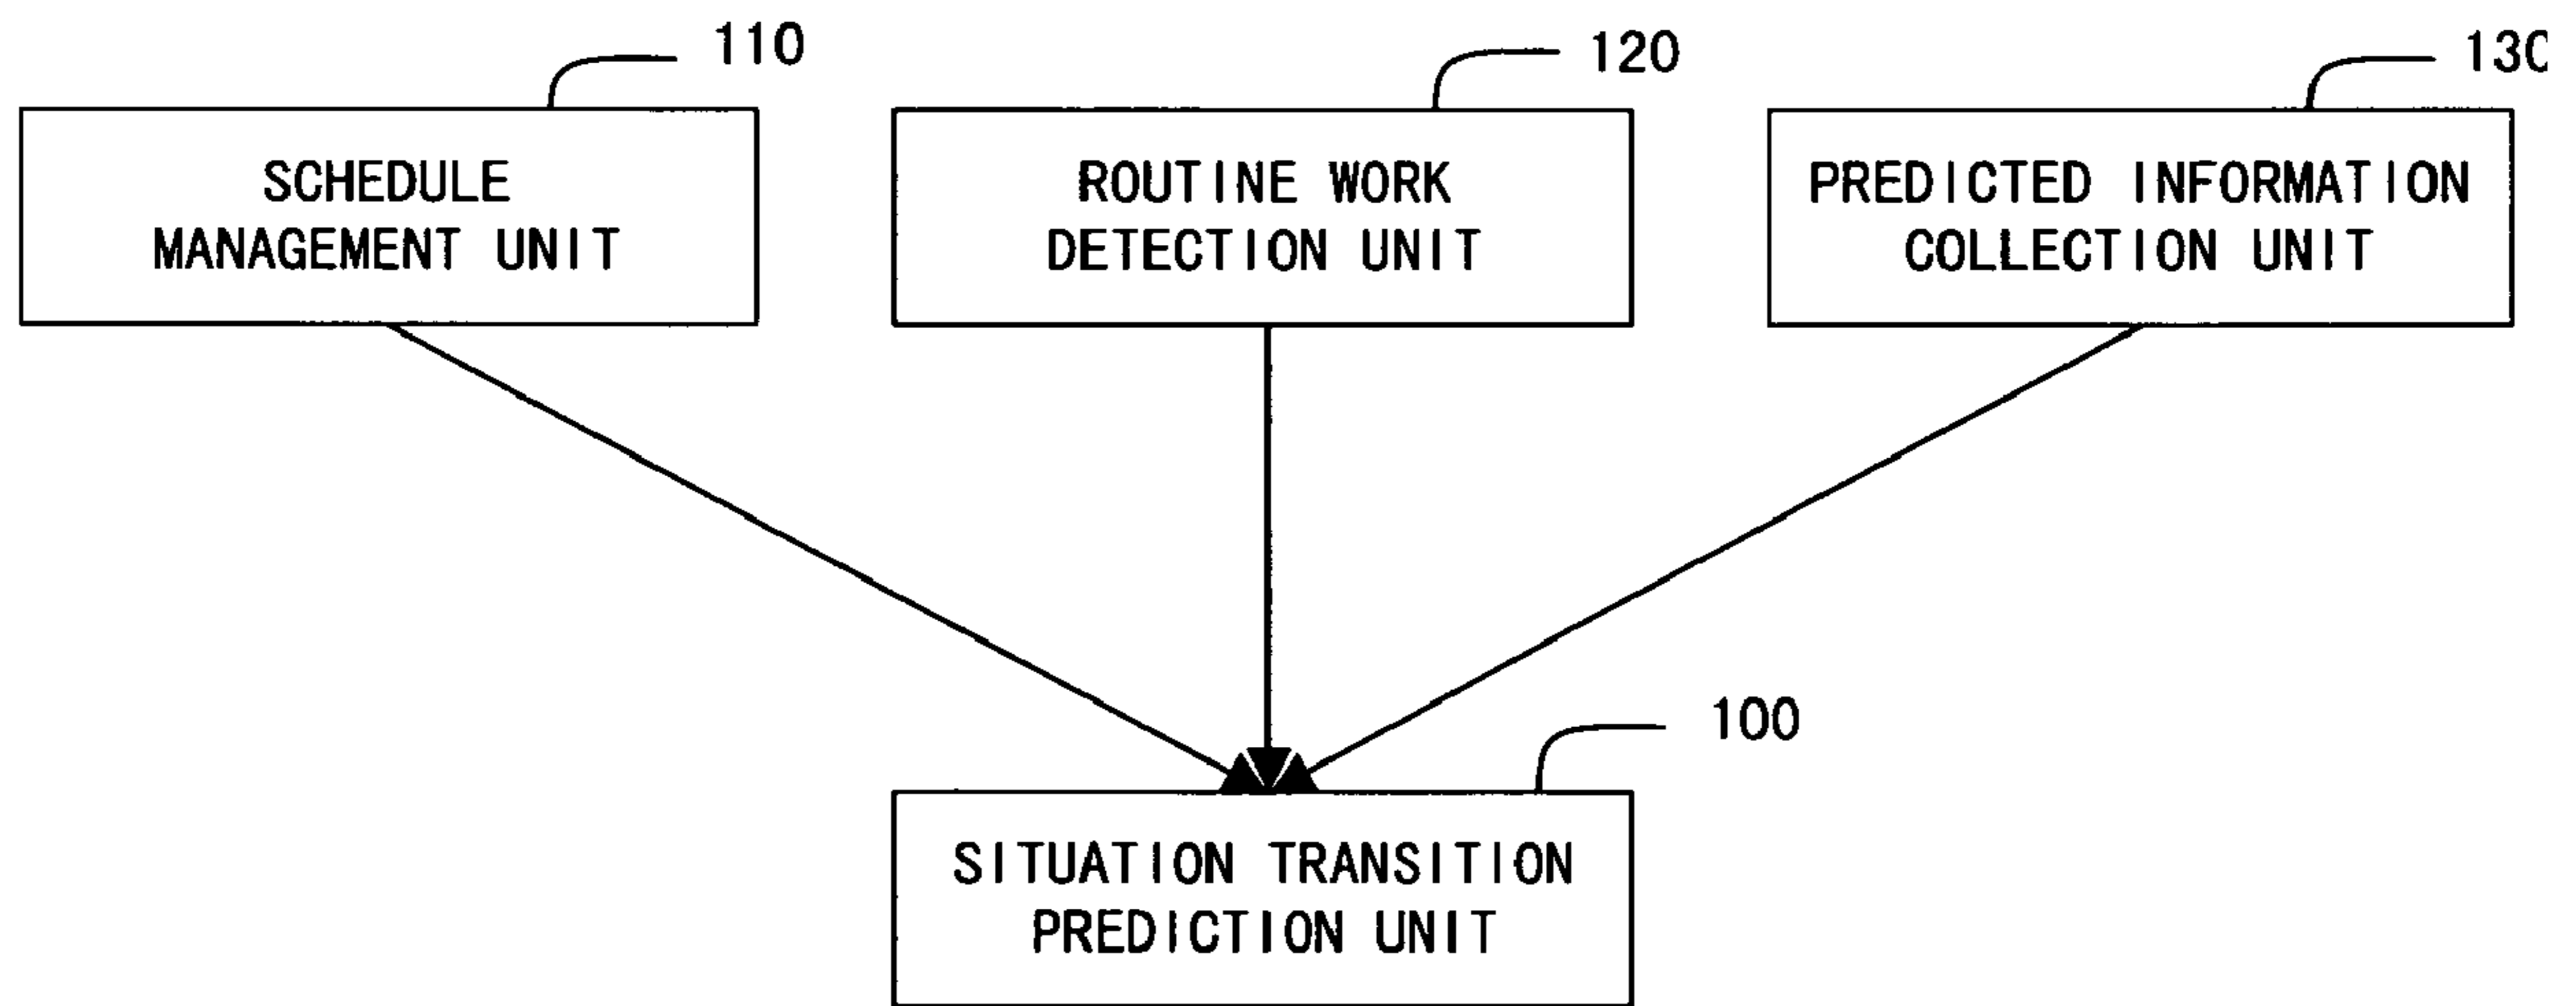 110
120
130
SCHEDULE
MANAGEMENT UNIT
ROUTINE WORK
DETECTION UNIT
PREDICTED INFORMATION
COLLECTION UNIT
100
SITUATION TRANSITION
PREDICTION UNIT